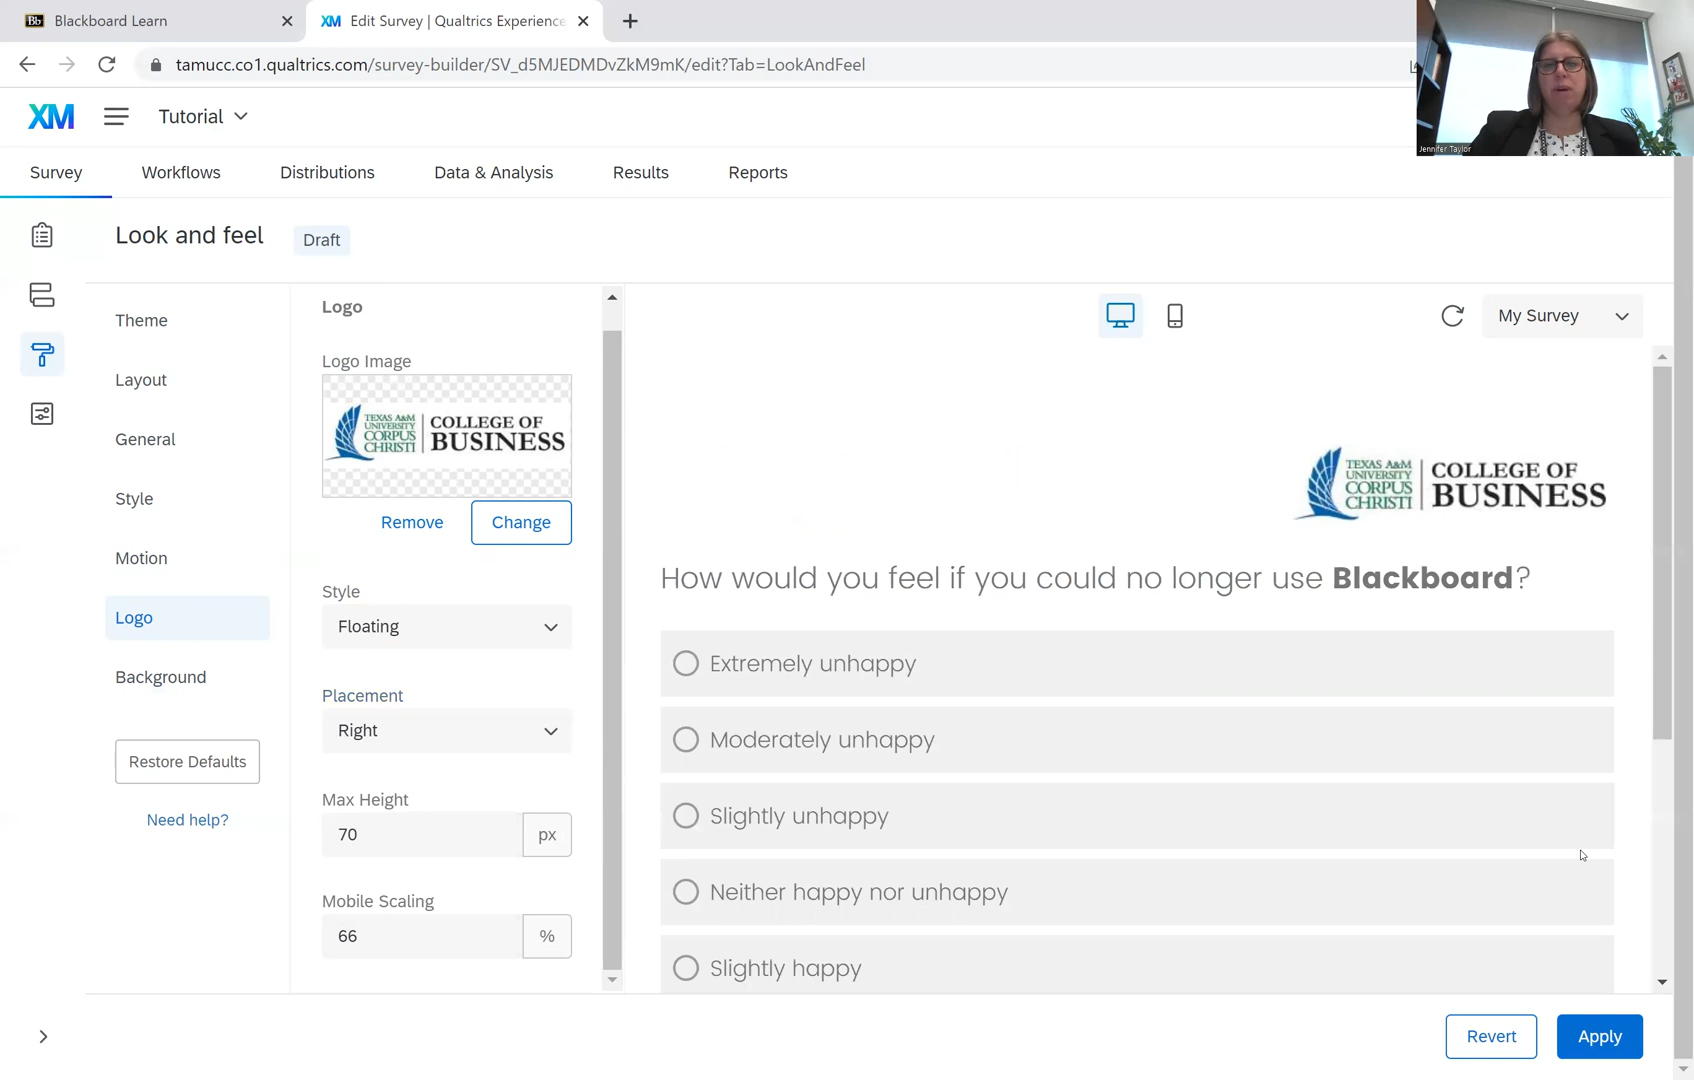 Bb Blackboard Learn
XM Edit Survey | Qualtrics Experience
tamucc.co1.qualtrics.com/survey-builder/SV_d5MJEDMDvZkM9mK/edit?Tab=LookAndFeel
Jennifer Taylor
XM Tutorial
Survey Workflows Distributions Data & Analysis Results Reports
Look and feel Draft
Theme
Layout
General
Style
Motion
Logo
Background
Restore Defaults
Need help?
Logo
Logo Image
TEXAS A&M
UNIVERSITY
CORPUS
CHRISTI
COLLEGE OF
BUSINESS
Remove Change
Style
Floating
Placement
Right
Max Height
70 px
Mobile Scaling
66 %
My Survey
TEXAS A&M
UNIVERSITY
CORPUS
CHRISTI
COLLEGE OF
BUSINESS
How would you feel if you could no longer use Blackboard?
Extremely unhappy
Moderately unhappy
Slightly unhappy
Neither happy nor unhappy
Slightly happy
Revert Apply